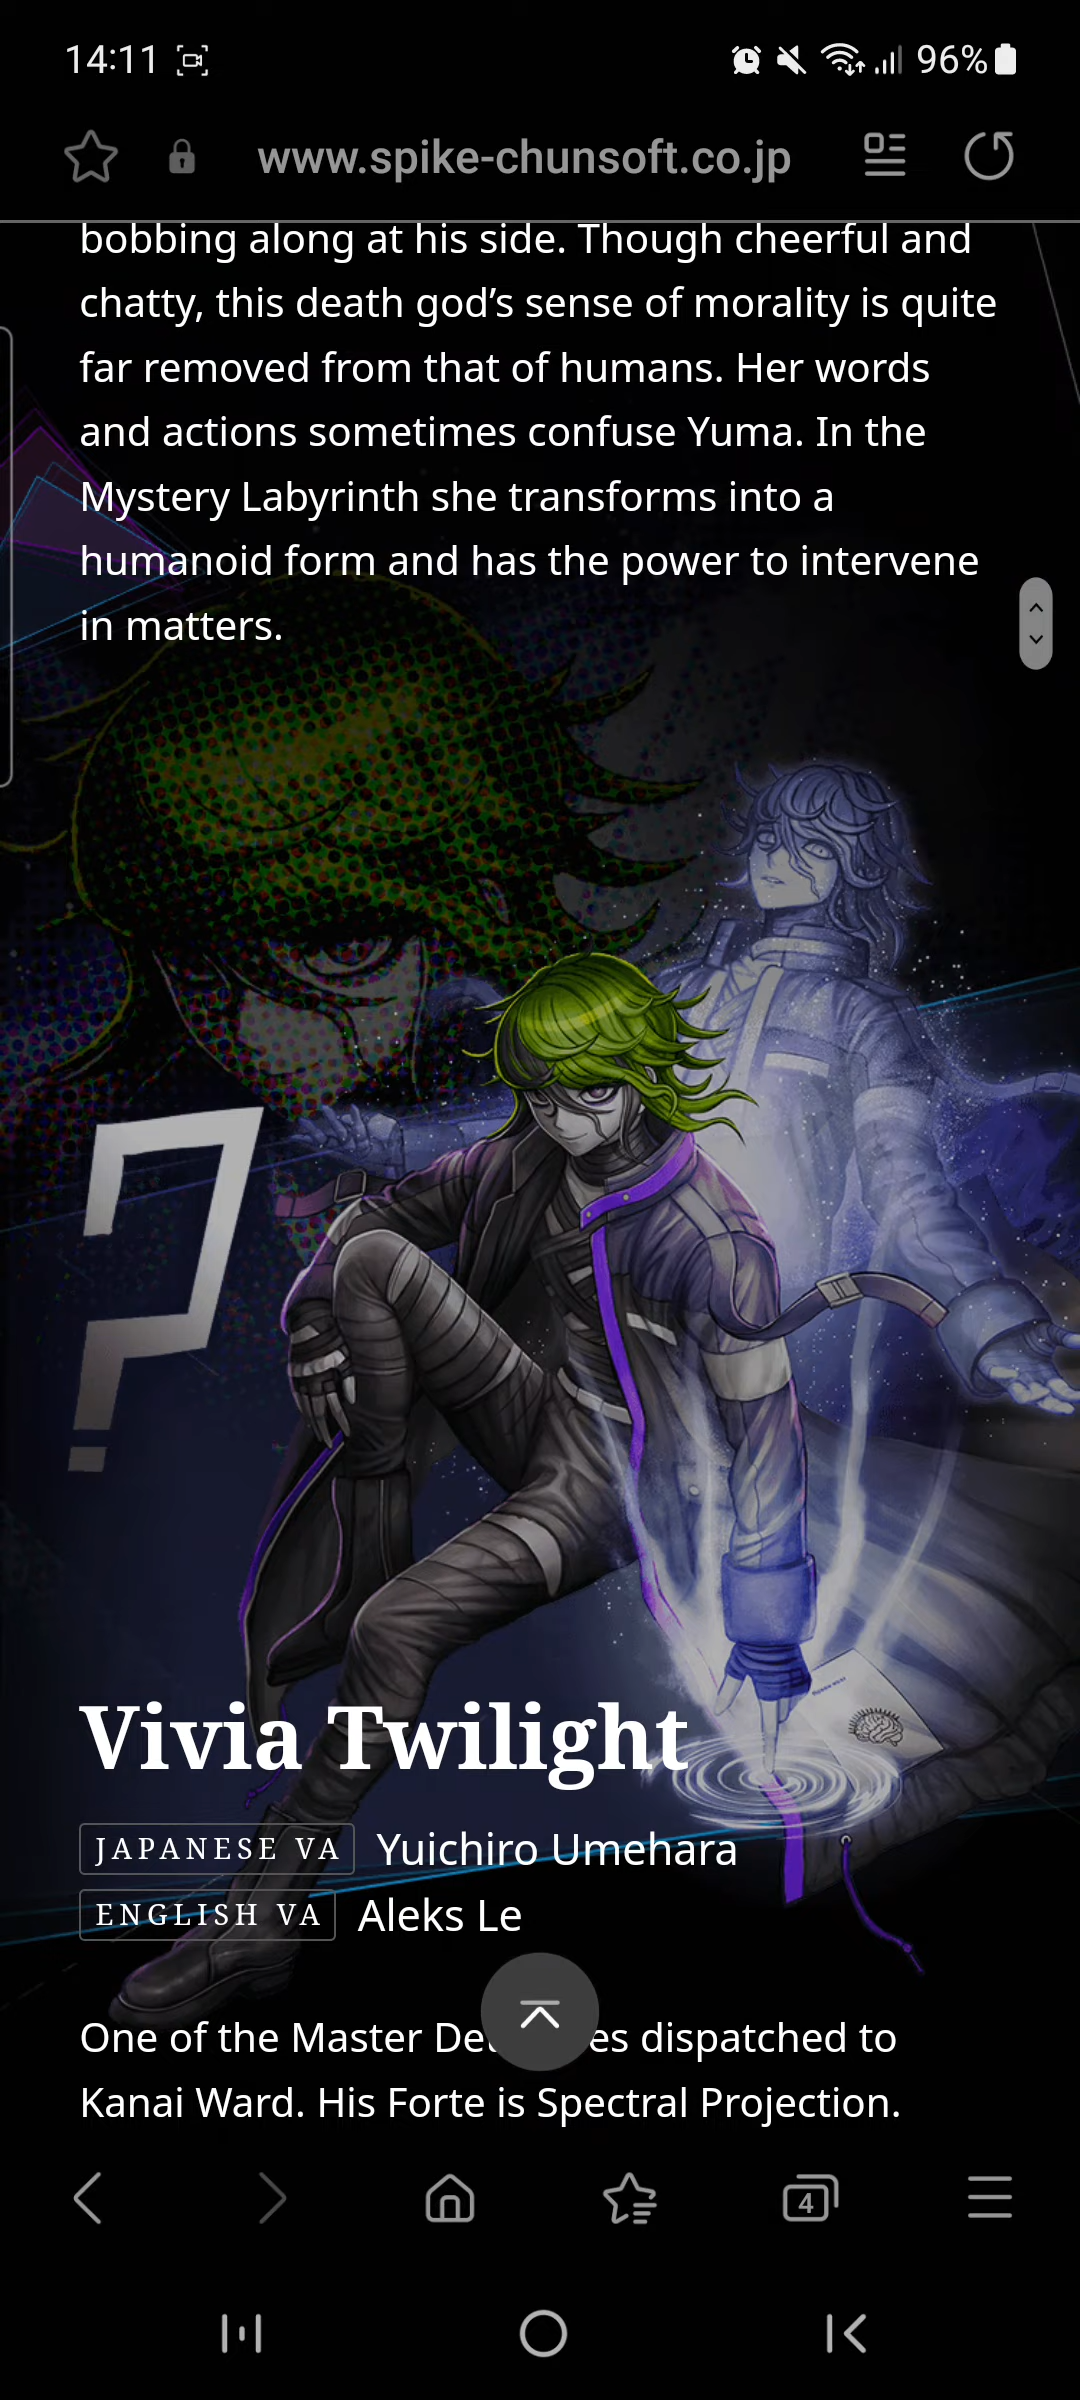 14:11
96%
www.spike-chunsoft.co.jp
bobbing along at his side. Though cheerful and
chatty, this death god’s sense of morality is quite
far removed from that of humans. Her words
and actions sometimes confuse Yuma. In the
Mystery Labyrinth she transforms into a
humanoid form and has the power to intervene
in matters.
?
Vivia Twilight
JAPANESE VA Yuichiro Umehara
ENGLISH VA Aleks Le
One of the Master De es dispatched to
Kanai Ward. His Forte is Spectral Projection.
4